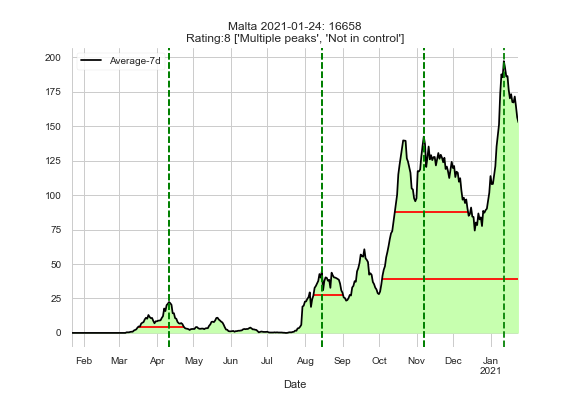 Malta 2021-01-24: 16658
Rating:8 ['Multiple peaks', 'Not in control']
Average-7d
200
175
150
125
100
75
50
25
0
Feb Mar Apr May Jun Jul Aug Sep Oct Nov Dec Jan
2021
Date